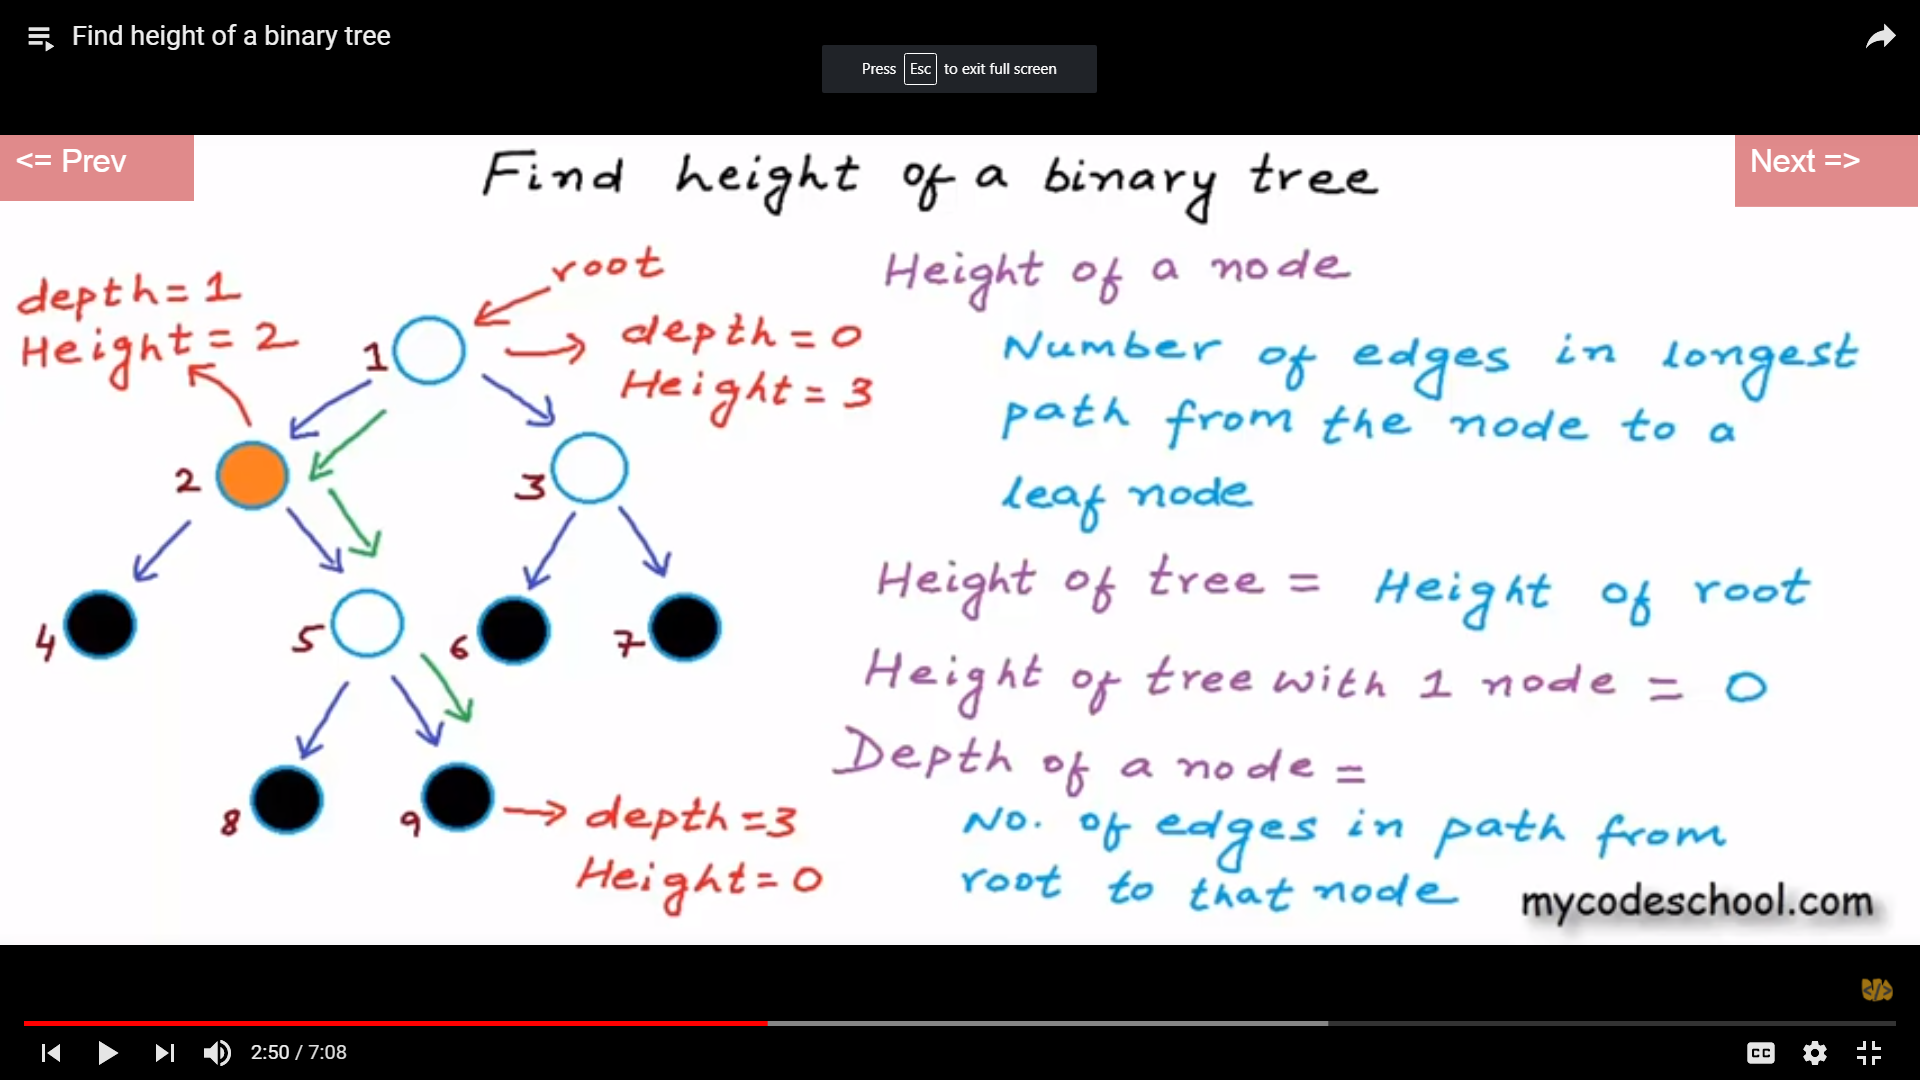 Find height of a binary tree
Press Esc to exit full screen
<= Prev
Next =>
Find height of a binary tree
root
depth = 1
Height = 2
1
depth = 0
Height = 3
2
3
4
5
6
7
8
9
depth = 3
Height = 0
Height of a node
Number of edges in longest
path from the node to a
leaf node
Height of tree = Height of root
Height of tree with 1 node = 0
Depth of a node =
No. of edges in path from
root to that node
mycodeschool.com
</>
2:50 / 7:08
CC